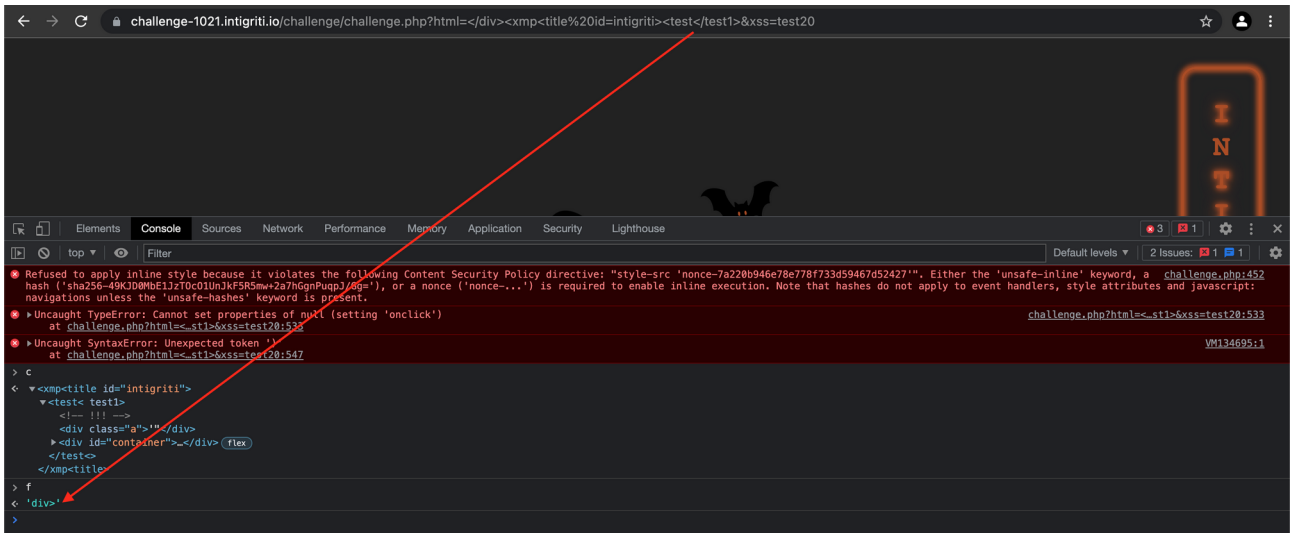 challenge-1021.intigriti.io/challenge/challenge.php?html=</div><xmp<title%20id=intigriti><test</test1>&xss=test20
I
N
T
I
Elements Console Sources Network Performance Memory Application Security Lighthouse 3 1
top ▼ Filter Default levels ▼ 2 Issues: 1 1
Refused to apply inline style because it violates the following Content Security Policy directive: "style-src 'nonce-7a220b946e78e778f733d59467d52427'". Either the 'unsafe-inline' keyword, a challenge.php:452
hash ('sha256-49KJD0MbE1JzTOcO1UnJkF5R5mw+2a7hGgnPuqpJ/Gg='), or a nonce ('nonce-...') is required to enable inline execution. Note that hashes do not apply to event handlers, style attributes and javascript:
navigations unless the 'unsafe-hashes' keyword is present.
▶Uncaught TypeError: Cannot set properties of null (setting 'onclick') challenge.php?html=<…st1>&xss=test20:533
at challenge.php?html=<…st1>&xss=test20:533
▶Uncaught SyntaxError: Unexpected token ')' VM134695:1
at challenge.php?html=<…st1>&xss=test20:547
> c
▼<xmp<title id="intigriti">
▼<test< test1>
<!-- !!! -->
<div class="a">'"</div>
▶<div id="container">…</div> flex
</test<>
</xmp<title>
> f
'div>'
>